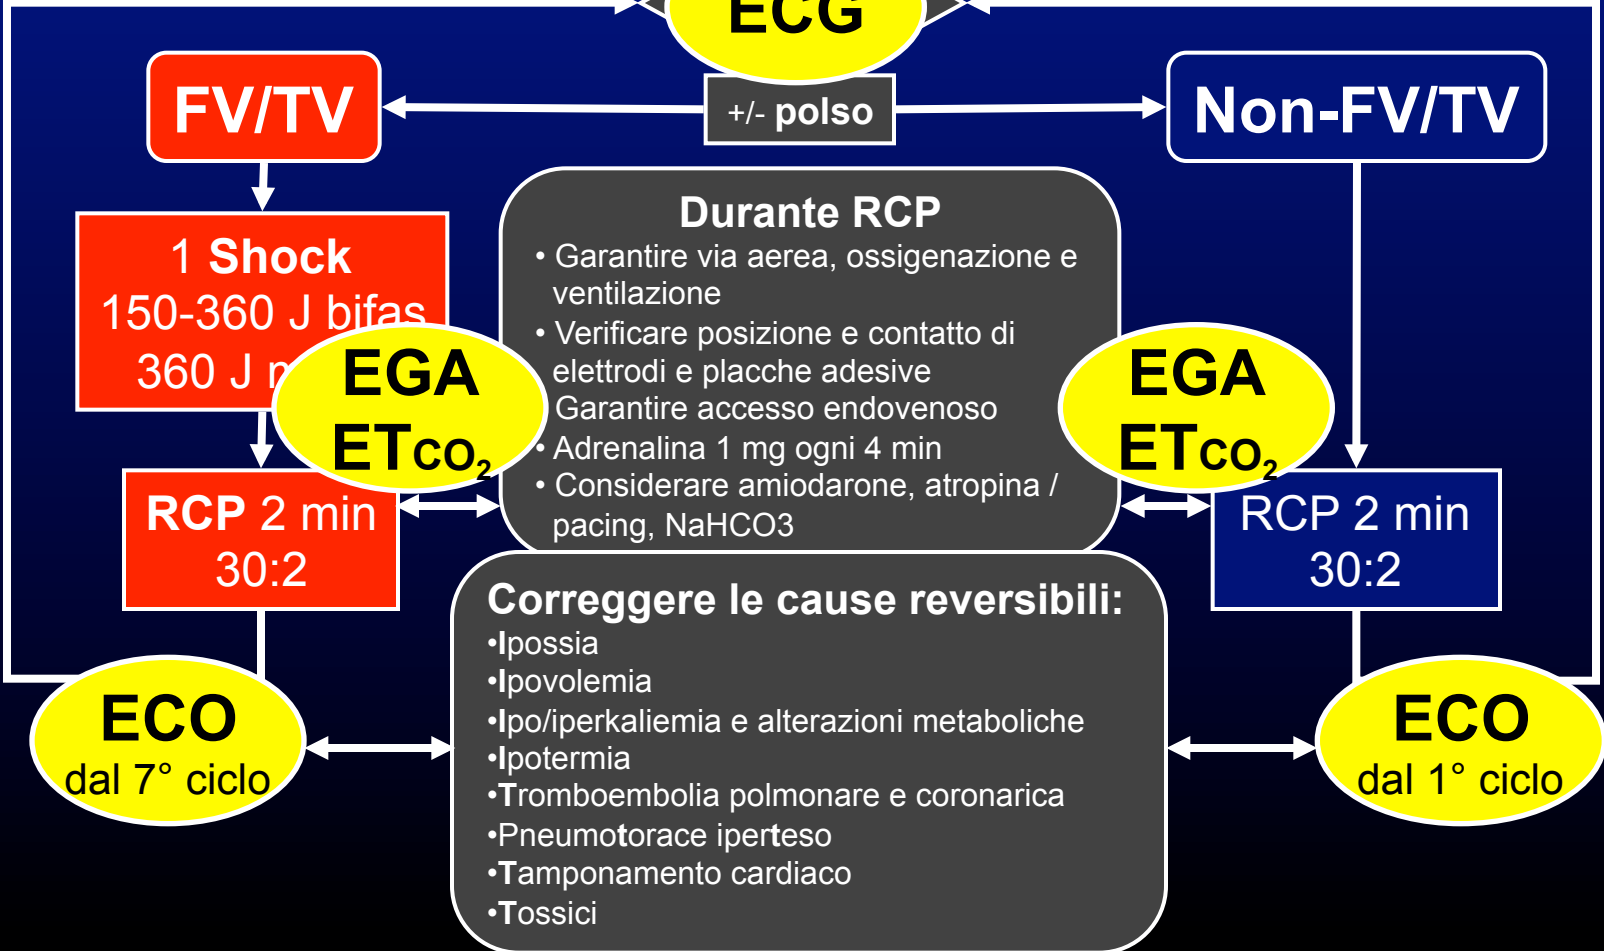 ECG
+/- polso
FV/TV
Non-FV/TV
1 Shock
150-360 J bifas
360 J
EGA
ETCO2
RCP 2 min
30:2
Durante RCP
• Garantire via aerea, ossigenazione e
ventilazione
• Verificare posizione e contatto di
elettrodi e placche adesive
Garantire accesso endovenoso
• Adrenalina 1 mg ogni 4 min
• Considerare amiodarone, atropina /
pacing, NaHCO3
EGA
ETCO2
RCP 2 min
30:2
ECO
dal 7° ciclo
Correggere le cause reversibili:
•Ipossia
•Ipovolemia
•Ipo/iperkaliemia e alterazioni metaboliche
•Ipotermia
•Tromboembolia polmonare e coronarica
•Pneumotorace iperteso
•Tamponamento cardiaco
•Tossici
ECO
dal 1° ciclo